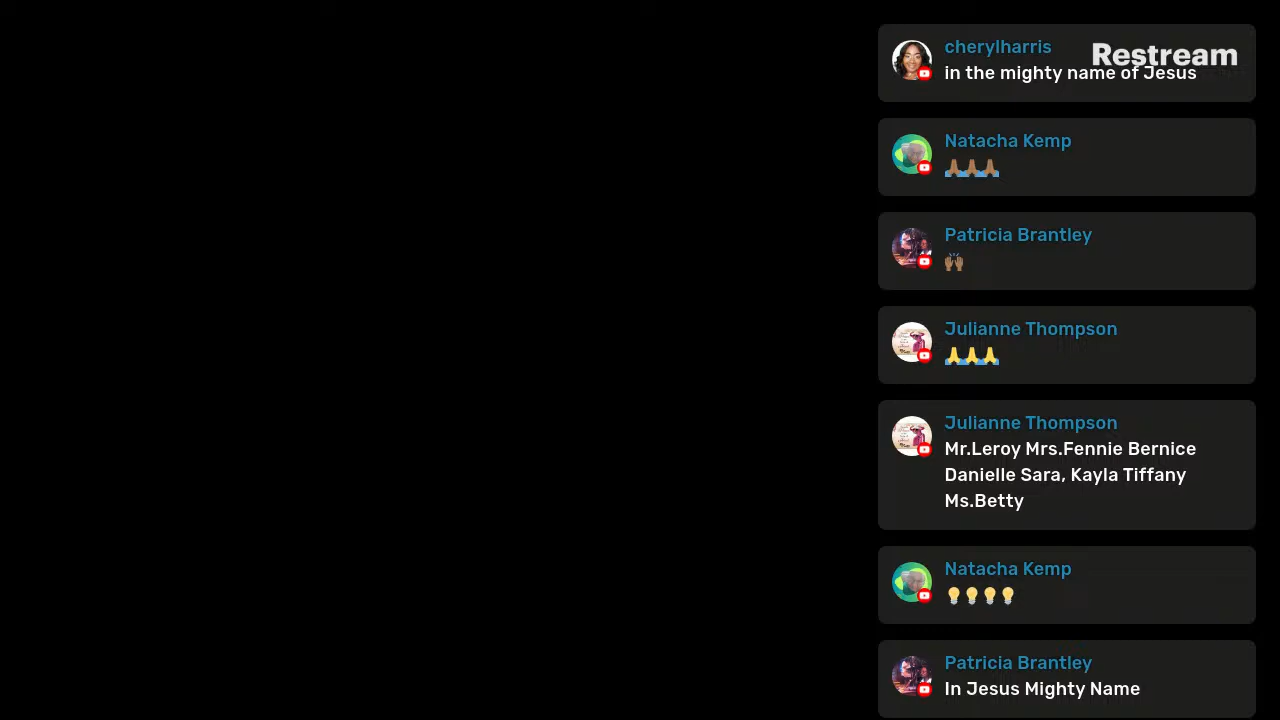 cherylharris
Restream
in the mighty name of Jesus
Natacha Kemp
🙏🏾🙏🏾🙏🏾
Patricia Brantley
🙌🏽
Julianne Thompson
🙏🙏🙏
Julianne Thompson
Mr.Leroy Mrs.Fennie Bernice
Danielle Sara, Kayla Tiffany
Ms.Betty
Natacha Kemp
💡💡💡💡
Patricia Brantley
In Jesus Mighty Name